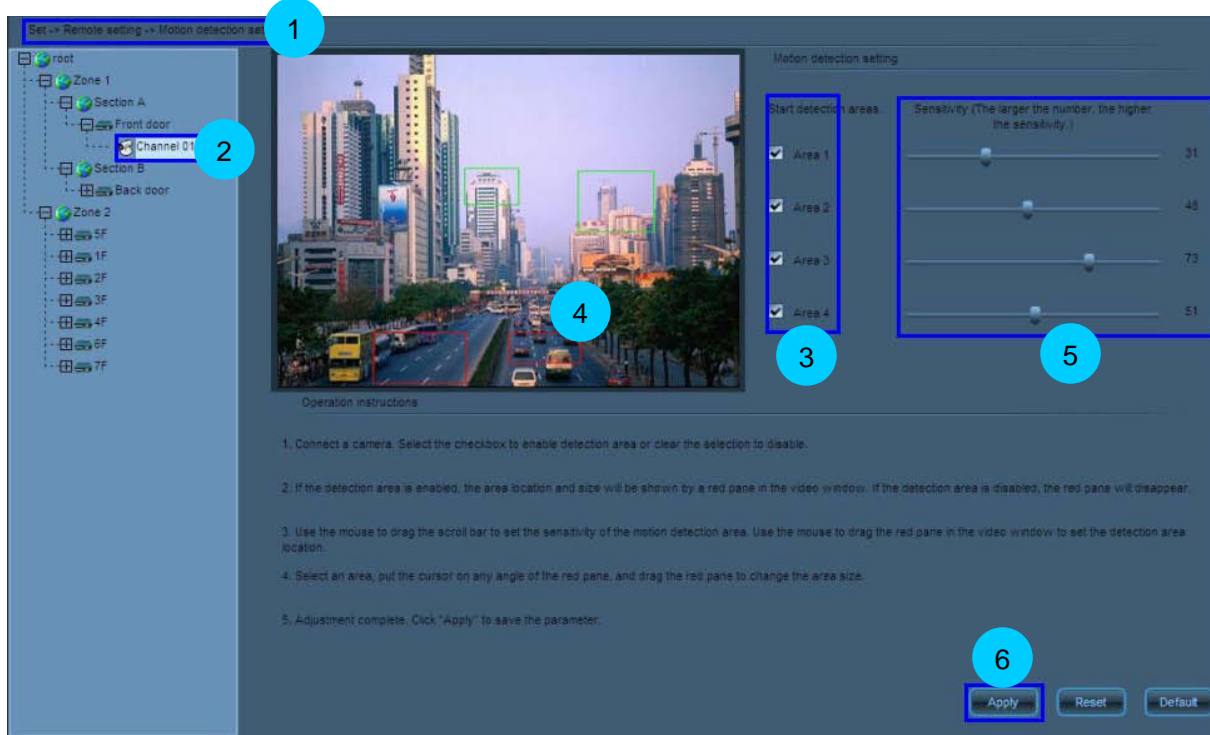 Set -> Remote setting -> Motion detection set
1
root
Zone 1
Section A
Front door
Channel 01
2
Section B
Back door
Zone 2
5F
1F
2F
3F
4F
6F
7F
4
Motion detection setting
Start detection areas.
Sensitivity (The larger the number, the higher
the sensitivity.)
Area 1
31
Area 2
48
Area 3
73
Area 4
51
3
5
Operation instructions
1. Connect a camera. Select the checkbox to enable detection area or clear the selection to disable.
2. If the detection area is enabled, the area location and size will be shown by a red pane in the video window. If the detection area is disabled, the red pane will disappear.
3. Use the mouse to drag the scroll bar to set the sensitivity of the motion detection area. Use the mouse to drag the red pane in the video window to set the detection area
location.
4. Select an area, put the cursor on any angle of the red pane, and drag the red pane to change the area size.
5. Adjustment complete. Click "Apply" to save the parameter.
6
Apply
Reset
Default